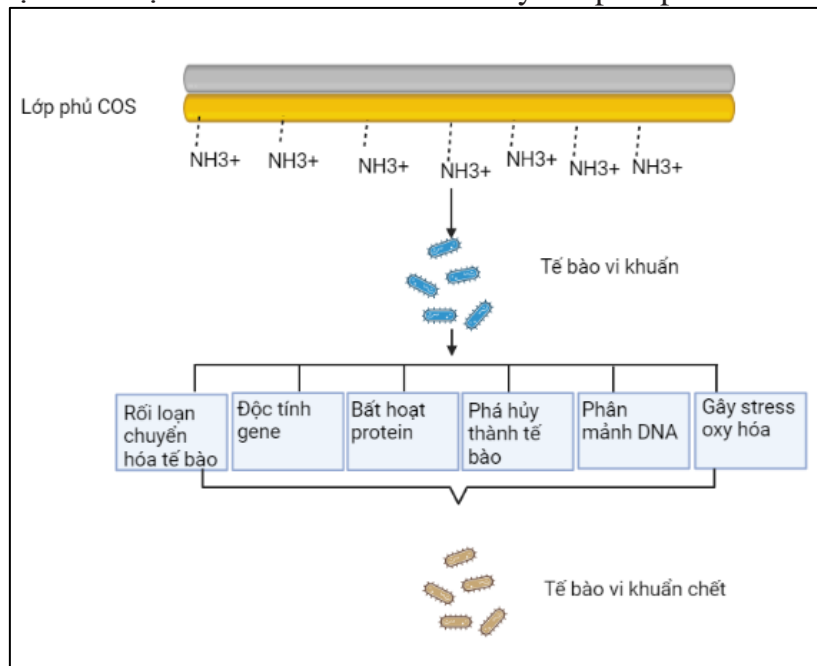 Lớp phủ COS
NH3+ NH3+ NH3+ NH3+ NH3+ NH3+ NH3+
Tế bào vi khuẩn
Rối loạn
chuyển
hóa tế bào
Độc tính
gene
Bất hoạt
protein
Phá hủy
thành tế
bào
Phân
mảnh DNA
Gây stress
oxy hóa
Tế bào vi khuẩn chết